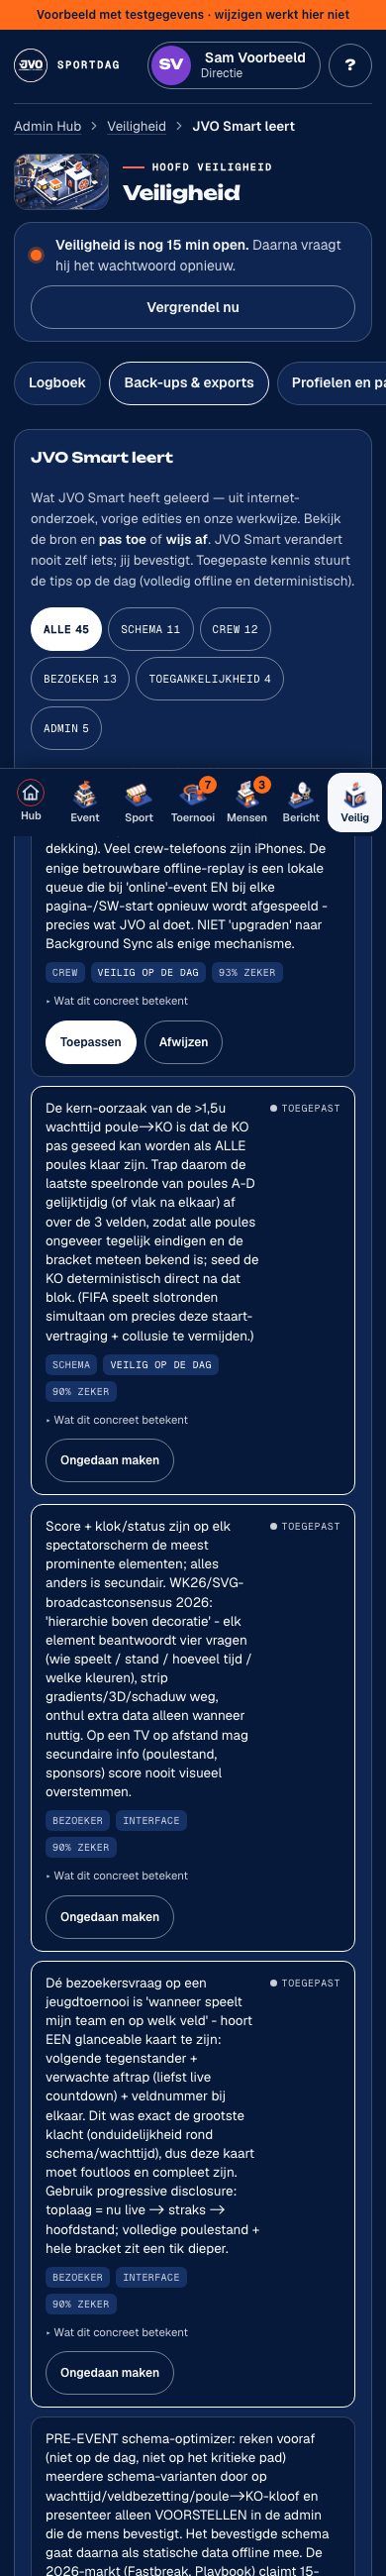 Voorbeeld met testgegevens · wijzigen werkt hier niet
JVO SPORTDAG
SV Sam Voorbeeld
Directie
?
Admin Hub > Veiligheid > JVO Smart leert
HOOFD VEILIGHEID
Veiligheid
Veiligheid is nog 15 min open. Daarna vraagt
hij het wachtwoord opnieuw.
Vergrendel nu
Logboek Back-ups & exports Profielen en
JVO Smart leert
Wat JVO Smart heeft geleerd — uit internet-
onderzoek, vorige edities en onze werkwijze. Bekijk
de bron en pas toe of wijs af. JVO Smart verandert
nooit zelf iets; jij bevestigt. Toegepaste kennis stuurt
de tips op de dag (volledig offline en deterministisch).
ALLE 45 SCHEMA 11 CREW 12
BEZOEKER 13 TOEGANKELIJKHEID 4
ADMIN 5
7 3
Hub Event Sport Toernooi Mensen Bericht Veilig
dekking). Veel crew-telefoons zijn iPhones. De
enige betrouwbare offline-replay is een lokale
queue die bij 'online'-event EN bij elke
pagina-/SW-start opnieuw wordt afgespeeld -
precies wat JVO al doet. NIET 'upgraden' naar
Background Sync als enige mechanisme.
CREW VEILIG OP DE DAG 93% ZEKER
▸ Wat dit concreet betekent
Toepassen Afwijzen
De kern-oorzaak van de >1,5u
wachttijd poule→KO is dat de KO
pas geseed kan worden als ALLE
poules klaar zijn. Trap daarom de
laatste speelronde van poules A-D
gelijktijdig (of vlak na elkaar) af
over de 3 velden, zodat alle poules
ongeveer tegelijk eindigen en de
bracket meteen bekend is; seed de
KO deterministisch direct na dat
blok. (FIFA speelt slotronden
simultaan om precies deze staart-
vertraging + collusie te vermijden.)
TOEGEPAST
SCHEMA VEILIG OP DE DAG
90% ZEKER
▸ Wat dit concreet betekent
Ongedaan maken
Score + klok/status zijn op elk
spectatorscherm de meest
prominente elementen; alles
anders is secundair. WK26/SVG-
broadcastconsensus 2026:
'hierarchie boven decoratie' - elk
element beantwoordt vier vragen
(wie speelt / stand / hoeveel tijd /
welke kleuren), strip
gradients/3D/schaduw weg,
onthul extra data alleen wanneer
nuttig. Op een TV op afstand mag
secundaire info (poulestand,
sponsors) score nooit visueel
overstemmen.
TOEGEPAST
BEZOEKER INTERFACE
90% ZEKER
▸ Wat dit concreet betekent
Ongedaan maken
Dé bezoekersvraag op een
jeugdtoernooi is 'wanneer speelt
mijn team en op welk veld' - hoort
EEN glanceable kaart te zijn:
volgende tegenstander +
verwachte aftrap (liefst live
countdown) + veldnummer bij
elkaar. Dit was exact de grootste
klacht (onduidelijkheid rond
schema/wachttijd), dus deze kaart
moet foutloos en compleet zijn.
Gebruik progressive disclosure:
toplaag = nu live → straks →
hoofdstand; volledige poulestand +
hele bracket zit een tik dieper.
TOEGEPAST
BEZOEKER INTERFACE
90% ZEKER
▸ Wat dit concreet betekent
Ongedaan maken
PRE-EVENT schema-optimizer: reken vooraf
(niet op de dag, niet op het kritieke pad)
meerdere schema-varianten door op
wachttijd/veldbezetting/poule→KO-kloof en
presenteer alleen VOORSTELLEN in de admin
die de mens bevestigt. Het bevestigde schema
gaat daarna als statische data offline mee. De
2026-markt (Fastbreak, Playbook) claimt 15-